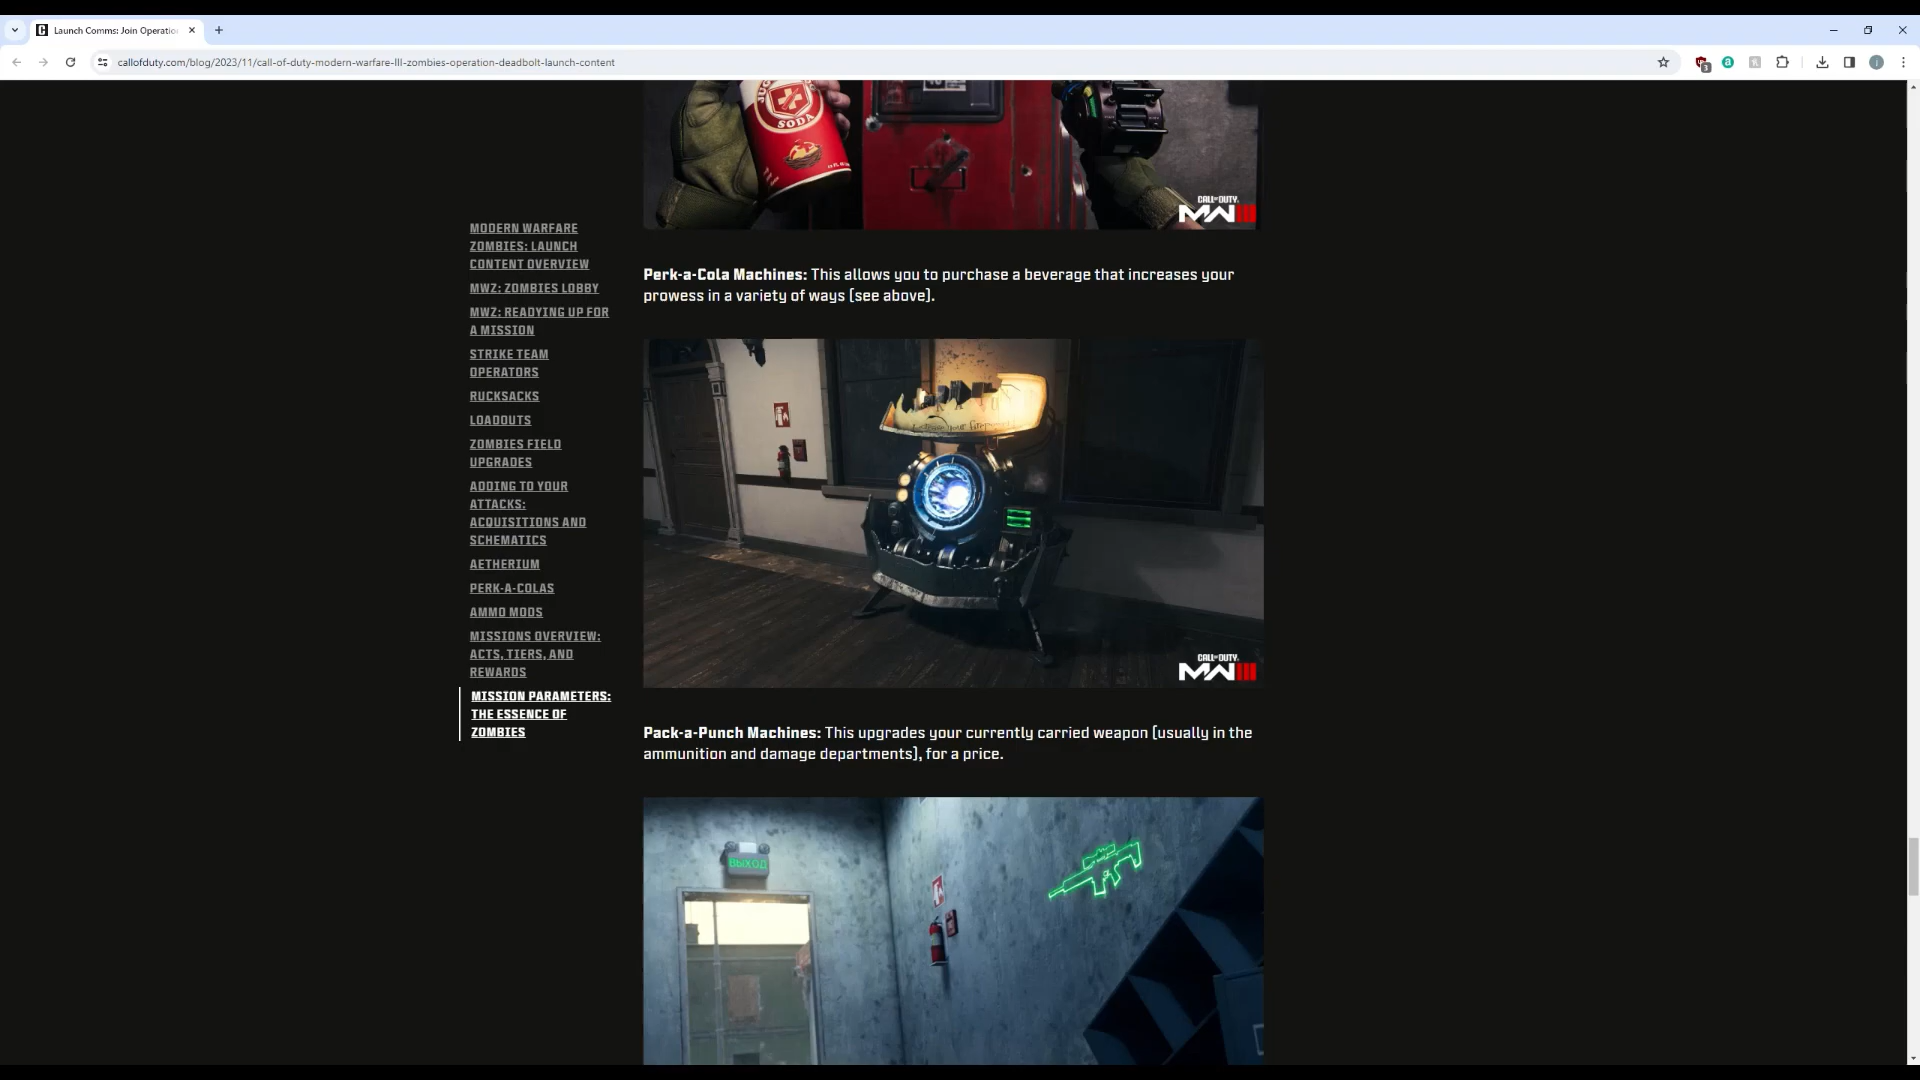 Launch Comms: Join Operatio
callofduty.com/blog/2023/11/call-of-duty-modern-warfare-III-zombies-operation-deadbolt-launch-content
3
SODA
CALL OF DUTY
MWIII
MODERN WARFARE
ZOMBIES: LAUNCH
CONTENT OVERVIEW
MWZ: ZOMBIES LOBBY
MWZ: READYING UP FOR
A MISSION
STRIKE TEAM
OPERATORS
RUCKSACKS
LOADOUTS
ZOMBIES FIELD
UPGRADES
ADDING TO YOUR
ATTACKS:
ACQUISITIONS AND
SCHEMATICS
AETHERIUM
PERK-A-COLAS
AMMO MODS
MISSIONS OVERVIEW:
ACTS, TIERS, AND
REWARDS
MISSION PARAMETERS:
THE ESSENCE OF
ZOMBIES
Perk-a-Cola Machines: This allows you to purchase a beverage that increases your
prowess in a variety of ways (see above).
CALL OF DUTY
MWIII
Pack-a-Punch Machines: This upgrades your currently carried weapon (usually in the
ammunition and damage departments), for a price.
ВЫХОД